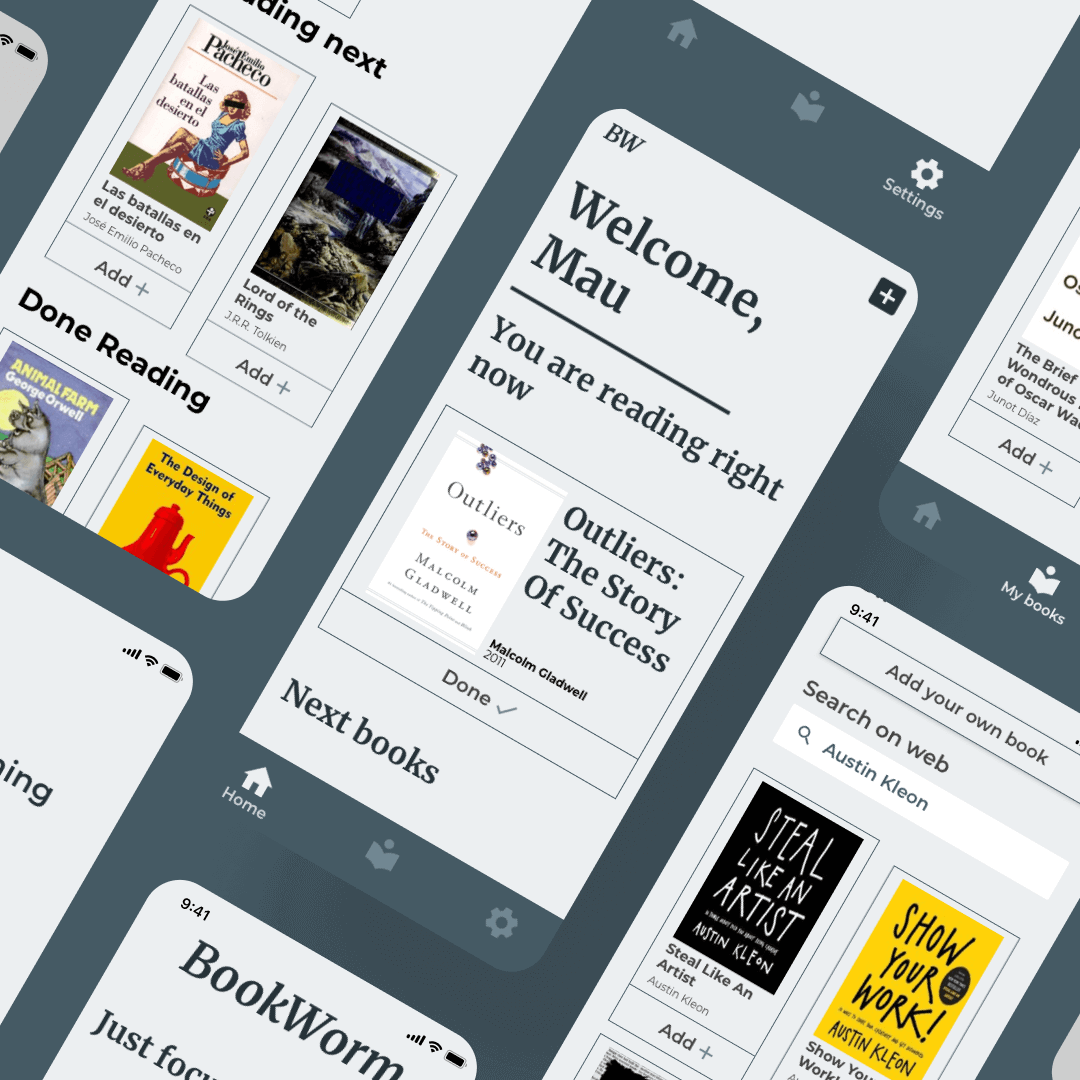 ding next
José Emilio
Pacheco
Las
batallas
en el
desierto
Las batallas en
el desierto
José Emilio Pacheco
Add +
Lord of the
Rings
J.R.R. Tolkien
Add +
Done Reading
ANIMAL FARM
George Orwell
The Design of
Everyday Things
Settings
BW
Welcome,
Mau
You are reading right
now
Outliers
The Story of Success
Malcolm
Gladwell
Outliers:
The Story
Of Success
Malcolm Gladwell
2011
Done
Next books
Home
Os
Juno
The Brief
Wondrous
of Oscar Wa
Junot Díaz
Add +
My books
9:41
Add your own book
Search on web
Austin Kleon
STEAL
LIKE AN
ARTIST
AUSTIN KLEON
Steal Like An
Artist
Austin Kleon
Add +
SHOW
YOUR
WORK!
AUSTIN KLEON
Show You
Work!
ning
9:41
BookWorm
Just focu